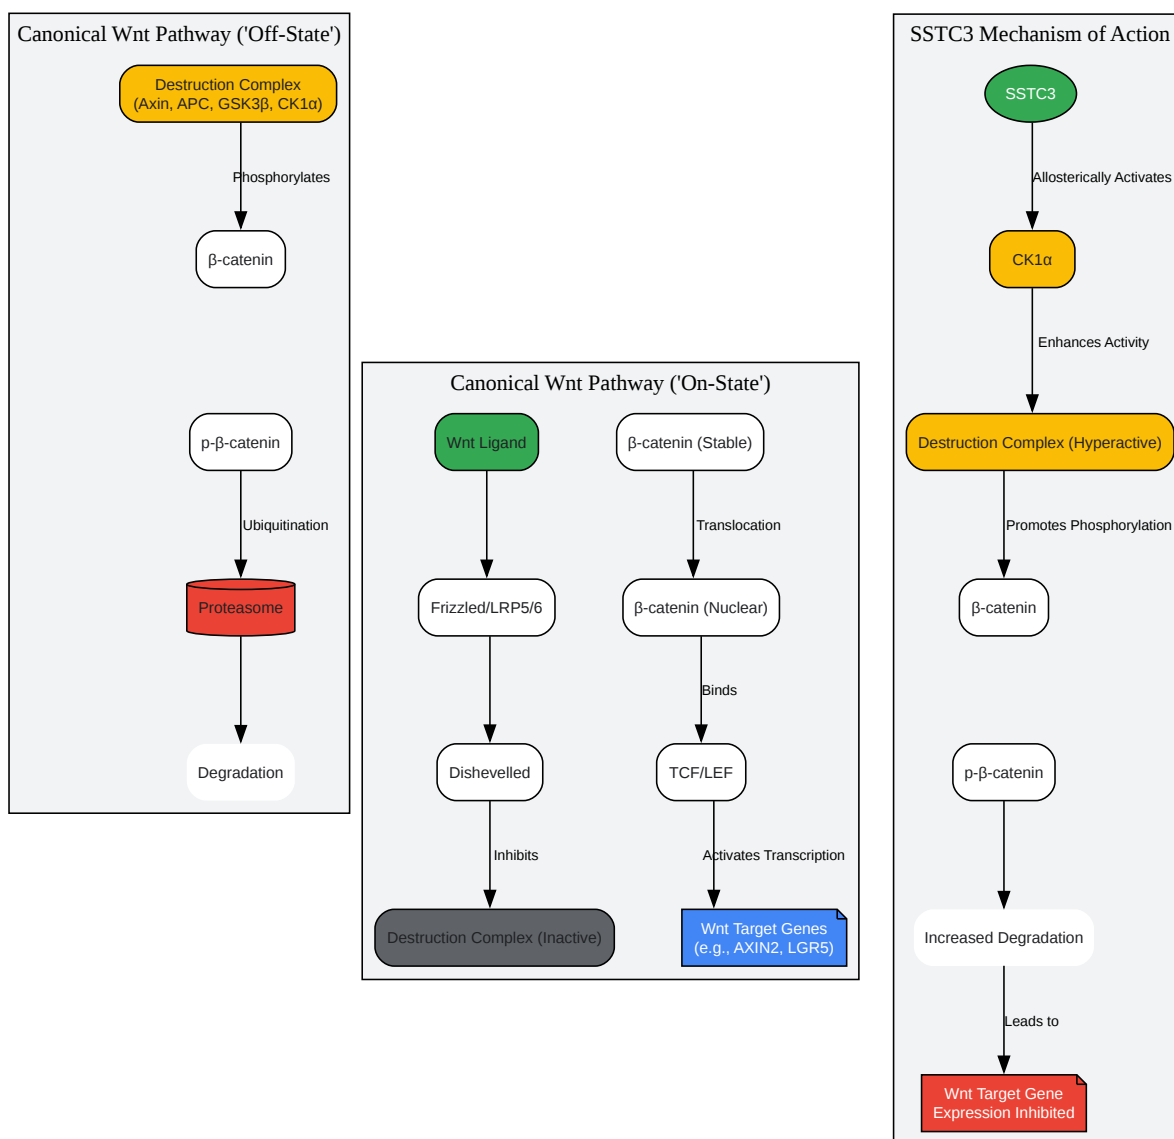 Canonical Wnt Pathway ('Off-State')
Destruction Complex
(Axin, APC, GSK3β, CK1α)
Phosphorylates
β-catenin
p-β-catenin
Ubiquitination
Proteasome
Degradation
Canonical Wnt Pathway ('On-State')
Wnt Ligand
Frizzled/LRP5/6
Dishevelled
Inhibits
Destruction Complex (Inactive)
β-catenin (Stable)
Translocation
β-catenin (Nuclear)
Binds
TCF/LEF
Activates Transcription
Wnt Target Genes
(e.g., AXIN2, LGR5)
SSTC3 Mechanism of Action
SSTC3
Allosterically Activates
CK1α
Enhances Activity
Destruction Complex (Hyperactive)
Promotes Phosphorylation
β-catenin
p-β-catenin
Increased Degradation
Leads to
Wnt Target Gene
Expression Inhibited